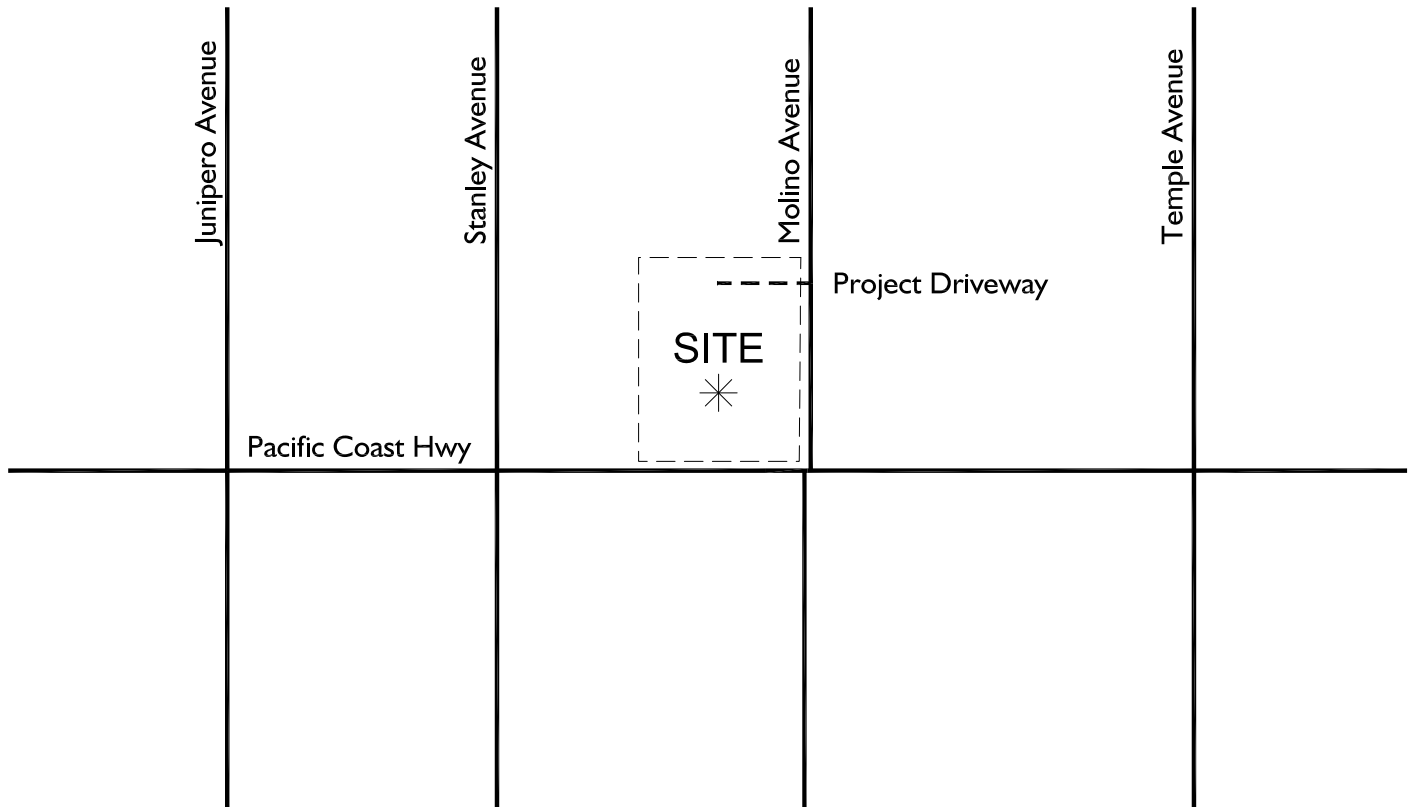 Junipero Avenue
Stanley Avenue
Molino Avenue
Temple Avenue
Project Driveway
SITE
Pacific Coast Hwy